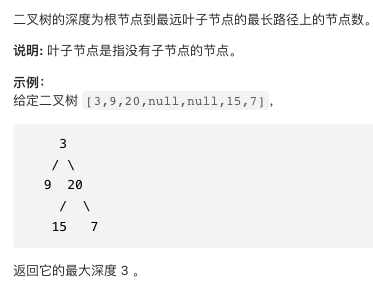 二叉树的深度为根节点到最远叶子节点的最长路径上的节点数。
说明: 叶子节点是指没有子节点的节点。
示例：
给定二叉树 [3,9,20,null,null,15,7]，
3
/ \
9 20
/ \
15 7
返回它的最大深度 3 。